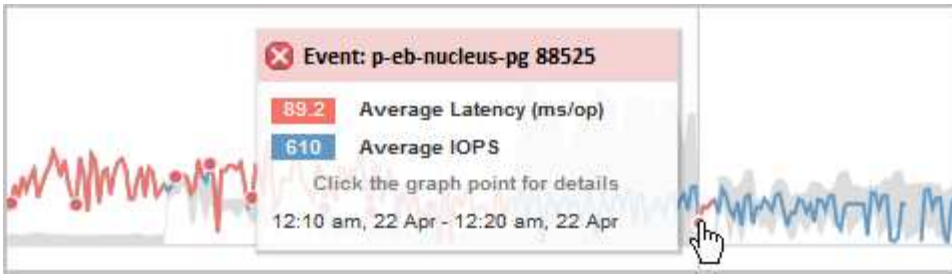 Event: p-eb-nucleus-pg 88525
89.2 Average Latency (ms/op)
610 Average IOPS
Click the graph point for details
12:10 am, 22 Apr - 12:20 am, 22 Apr